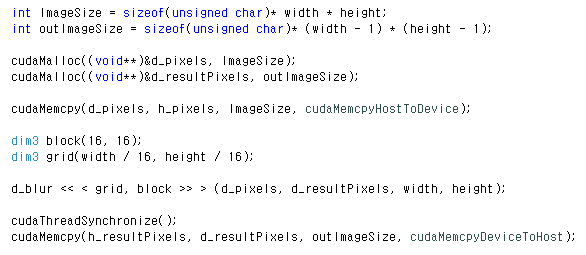 int ImageSize = sizeof(unsigned char)* width * height;
int outImageSize = sizeof(unsigned char)* (width - 1) * (height - 1);
cudaMalloc((void**)&d_pixels, ImageSize);
cudaMalloc((void**)&d_resultPixels, outImageSize);
cudaMemcpy(d_pixels, h_pixels, ImageSize, cudaMemcpyHostToDevice);
dim3 block(16, 16);
dim3 grid(width / 16, height / 16);
d_blur << < grid, block >> > (d_pixels, d_resultPixels, width, height);
cudaThreadSynchronize();
cudaMemcpy(h_resultPixels, d_resultPixels, outImageSize, cudaMemcpyDeviceToHost);